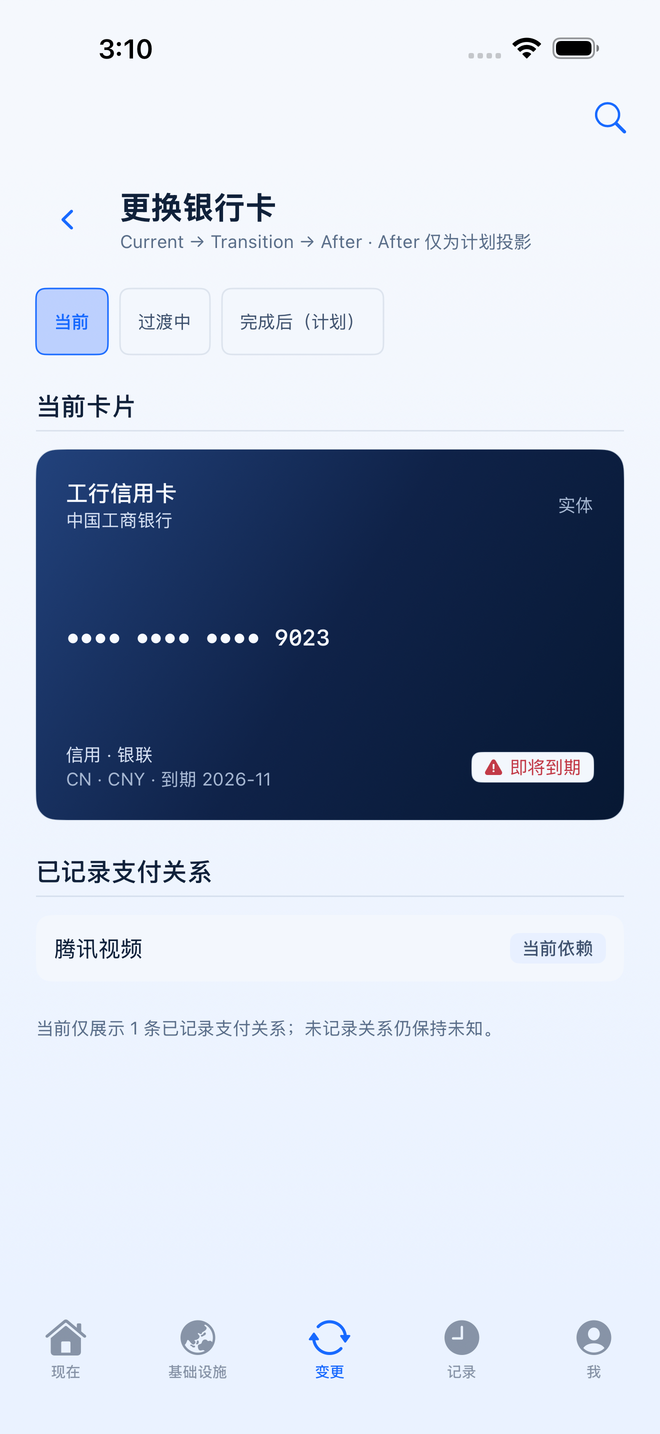 3:10
更换银行卡
Current → Transition → After · After 仅为计划投影
当前
过渡中
完成后（计划）
当前卡片
工行信用卡
中国工商银行
实体
•••• •••• •••• 9023
信用 · 银联
CN · CNY · 到期 2026-11
即将到期
已记录支付关系
腾讯视频
当前依赖
当前仅展示 1 条已记录支付关系；未记录关系仍保持未知。
现在
基础设施
变更
记录
我